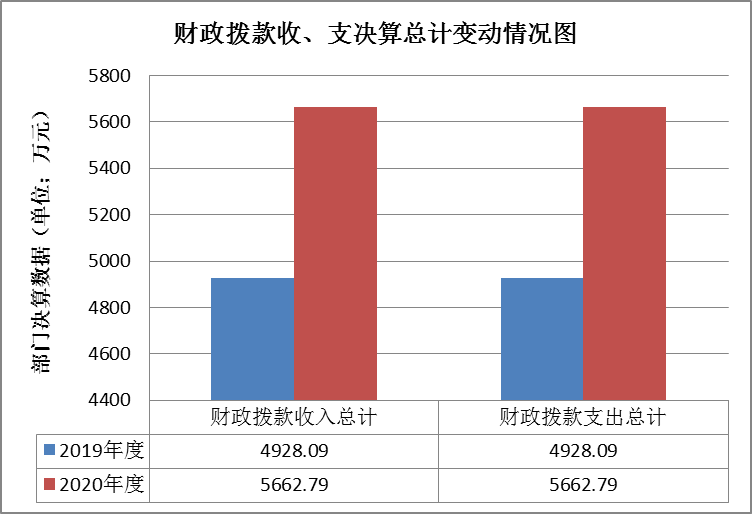 财政拨款收、支决算总计变动情况图
部门决算数据（单位；万元）
5800
5600
5400
5200
5000
4800
4600
4400
财政拨款收入总计 财政拨款支出总计
2019年度 4928.09 4928.09
2020年度 5662.79 5662.79